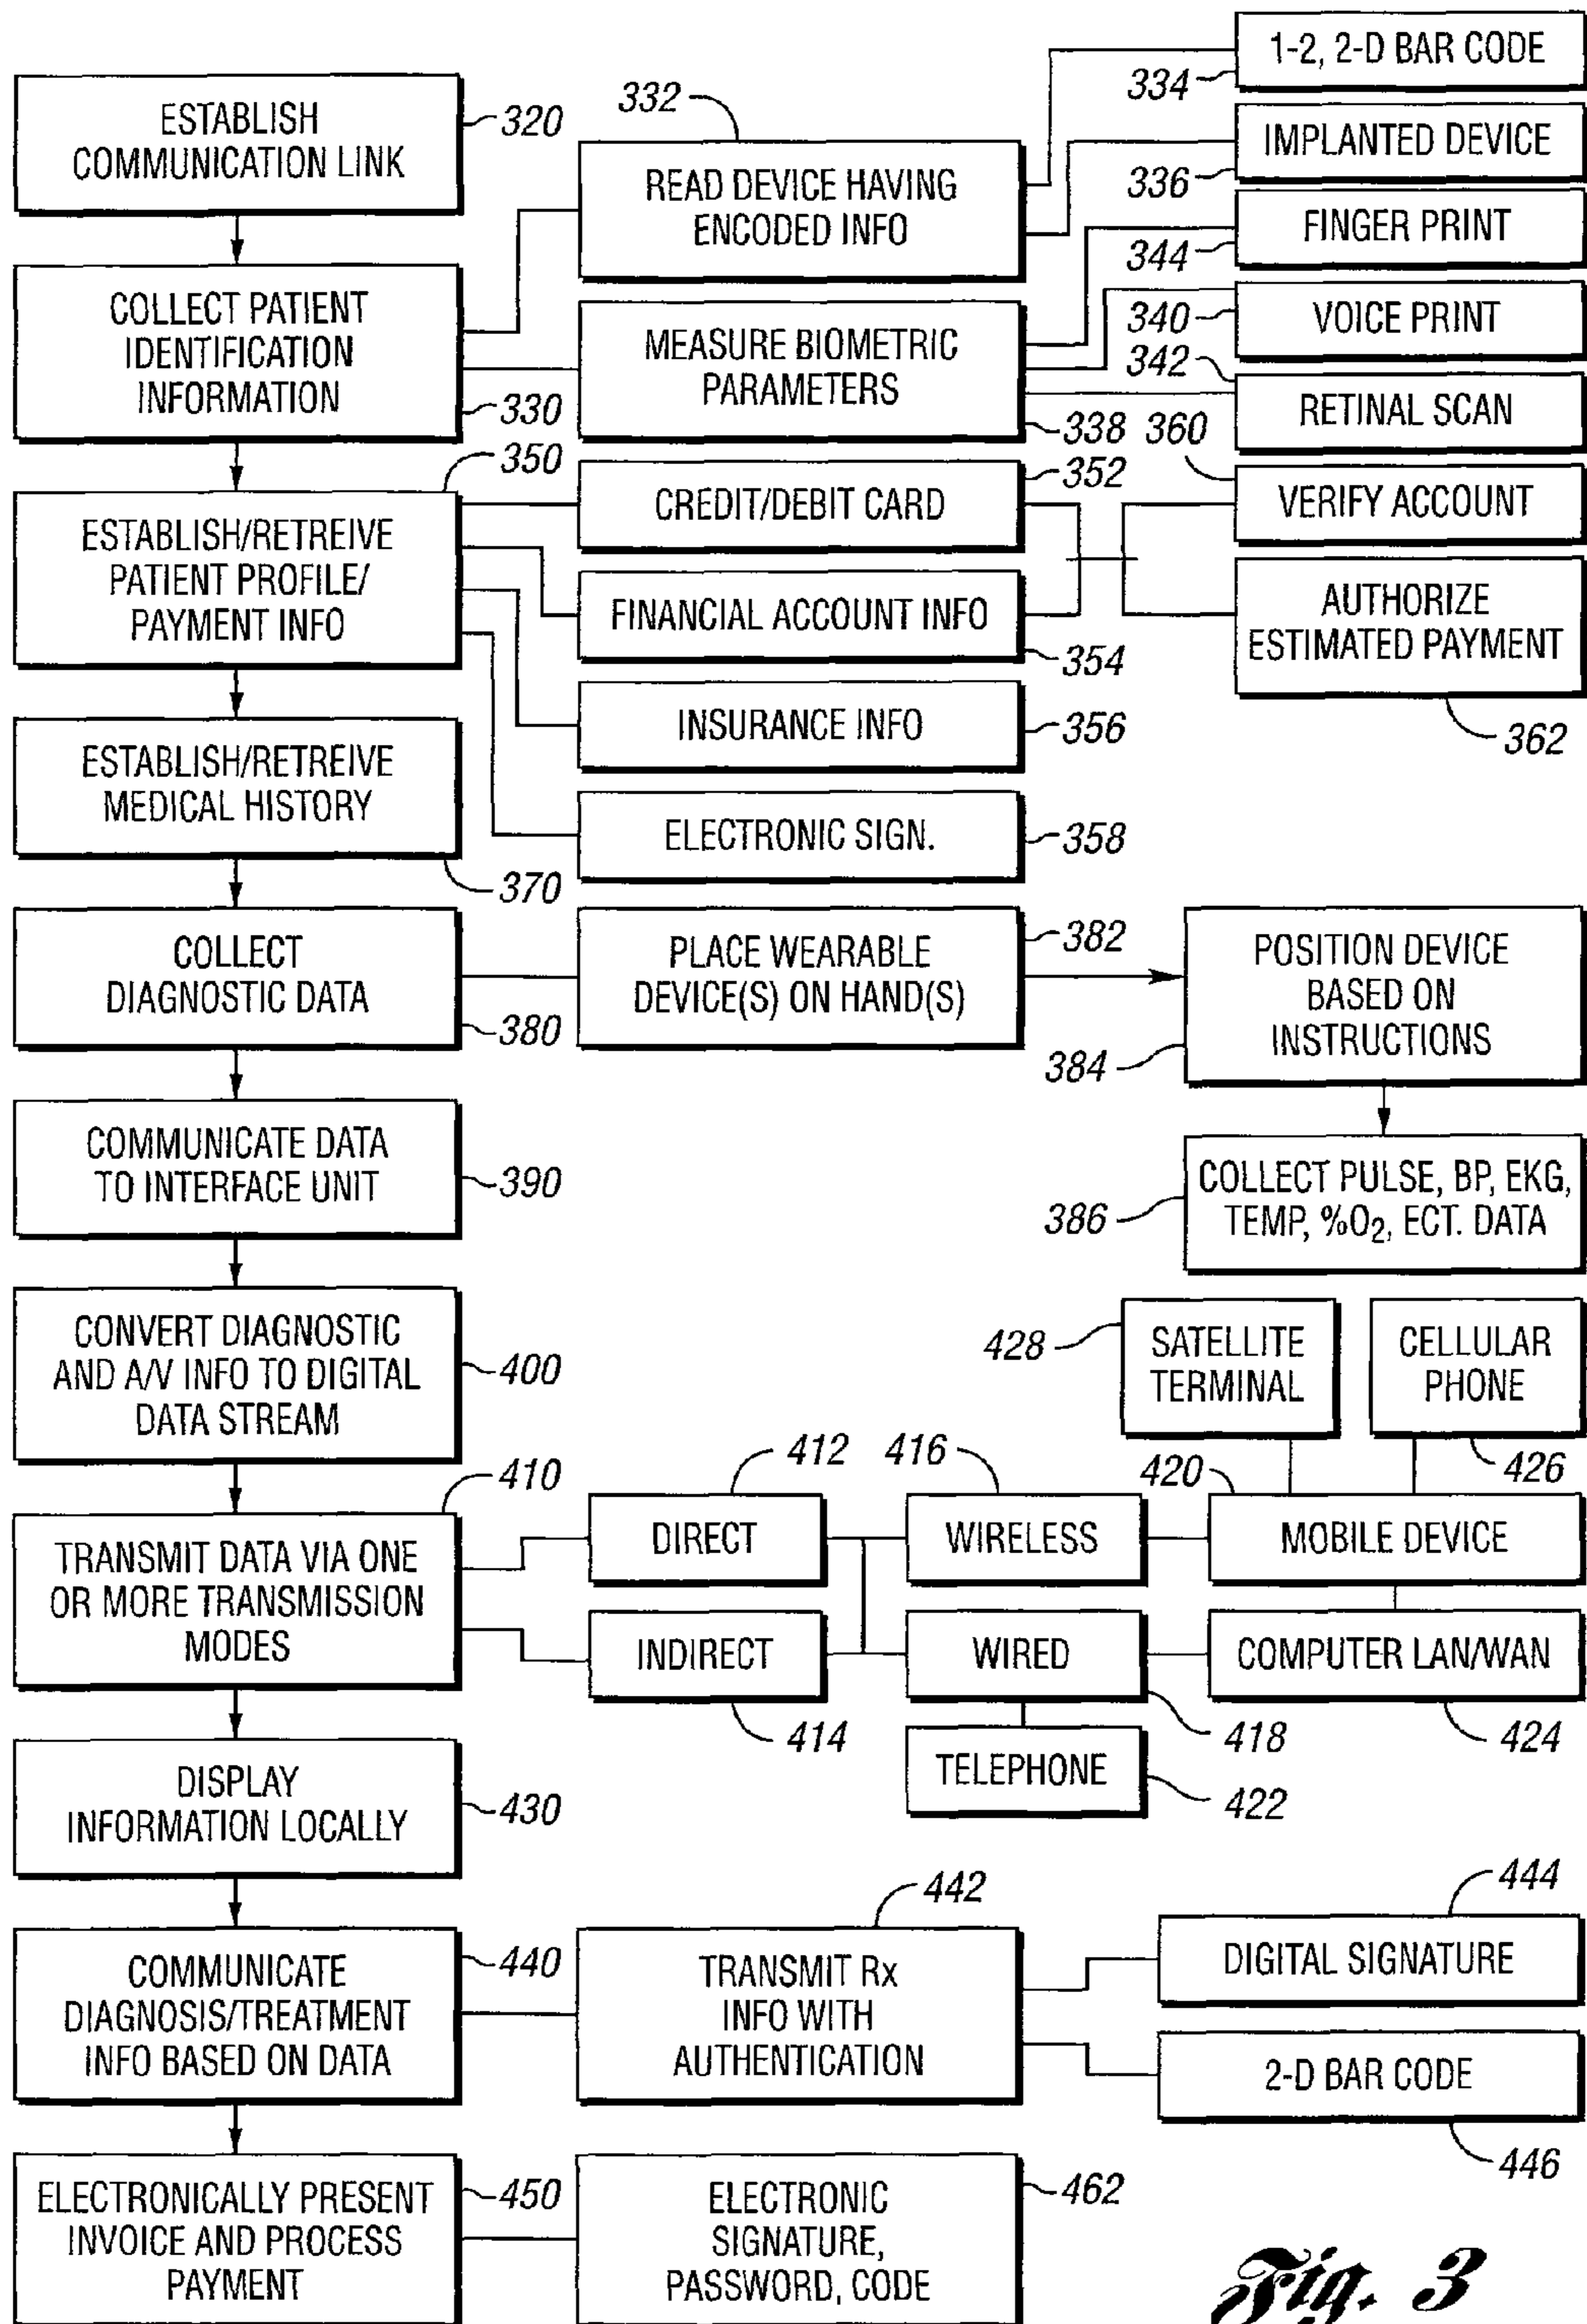 ESTABLISH
COMMUNICATION LINK
320
COLLECT PATIENT
IDENTIFICATION
INFORMATION
330
332
READ DEVICE HAVING
ENCODED INFO
1-2, 2-D BAR CODE
334
IMPLANTED DEVICE
336
MEASURE BIOMETRIC
PARAMETERS
338
FINGER PRINT
344
VOICE PRINT
340
342
RETINAL SCAN
350
ESTABLISH/RETREIVE
PATIENT PROFILE/
PAYMENT INFO
CREDIT/DEBIT CARD
352
FINANCIAL ACCOUNT INFO
354
INSURANCE INFO
356
ELECTRONIC SIGN.
358
360
VERIFY ACCOUNT
AUTHORIZE
ESTIMATED PAYMENT
362
ESTABLISH/RETREIVE
MEDICAL HISTORY
370
COLLECT
DIAGNOSTIC DATA
380
PLACE WEARABLE
DEVICE(S) ON HAND(S)
382
POSITION DEVICE
BASED ON
INSTRUCTIONS
384
COLLECT PULSE, BP, EKG,
TEMP, %O₂, ECT. DATA
386
COMMUNICATE DATA
TO INTERFACE UNIT
390
CONVERT DIAGNOSTIC
AND A/V INFO TO DIGITAL
DATA STREAM
400
410
TRANSMIT DATA VIA ONE
OR MORE TRANSMISSION
MODES
412
DIRECT
INDIRECT
414
416
WIRELESS
WIRED
418
TELEPHONE
422
428
SATELLITE
TERMINAL
CELLULAR
PHONE
426
420
MOBILE DEVICE
COMPUTER LAN/WAN
424
DISPLAY
INFORMATION LOCALLY
430
COMMUNICATE
DIAGNOSIS/TREATMENT
INFO BASED ON DATA
440
442
TRANSMIT Rx
INFO WITH
AUTHENTICATION
444
DIGITAL SIGNATURE
2-D BAR CODE
446
ELECTRONICALLY PRESENT
INVOICE AND PROCESS
PAYMENT
450
ELECTRONIC
SIGNATURE,
PASSWORD, CODE
462
Fig. 3